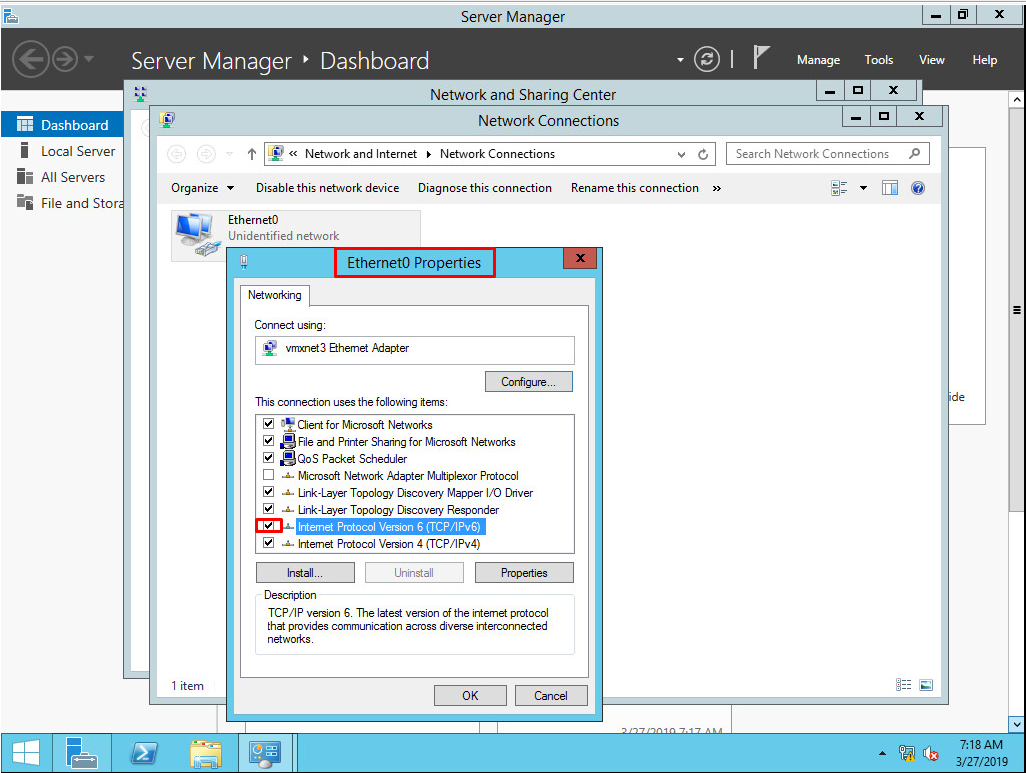 Server Manager
Server Manager • Dashboard
Manage Tools View Help
Network and Sharing Center
Network Connections
Dashboard
Local Server
All Servers
File and Stora
« Network and Internet Network Connections
Search Network Connections
Organize Disable this network device Diagnose this connection Rename this connection »
Ethernet0
Unidentified network
Ethernet0 Properties
Networking
Connect using:
vmxnet3 Ethernet Adapter
Configure...
This connection uses the following items:
Client for Microsoft Networks
File and Printer Sharing for Microsoft Networks
QoS Packet Scheduler
Microsoft Network Adapter Multiplexor Protocol
Link-Layer Topology Discovery Mapper I/O Driver
Link-Layer Topology Discovery Responder
Internet Protocol Version 6 (TCP/IPv6)
Internet Protocol Version 4 (TCP/IPv4)
Install... Uninstall Properties
Description
TCP/IP version 6. The latest version of the internet protocol
that provides communication across diverse interconnected
networks.
OK Cancel
1 item
ide
3/27/2019 7:17 AM
7:18 AM
3/27/2019